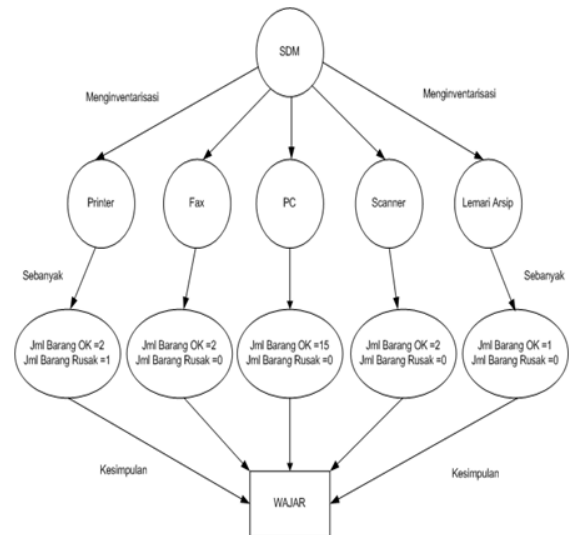 SDM
Menginventarisasi
Menginventarisasi
Printer
Fax
PC
Scanner
Lemari Arsip
Sebanyak
Sebanyak
Jml Barang OK =2
Jml Barang Rusak =1
Jml Barang OK =2
Jml Barang Rusak =0
Jml Barang OK =15
Jml Barang Rusak =0
Jml Barang OK =2
Jml Barang Rusak =0
Jml Barang OK =1
Jml Barang Rusak =0
Kesimpulan
Kesimpulan
WAJAR